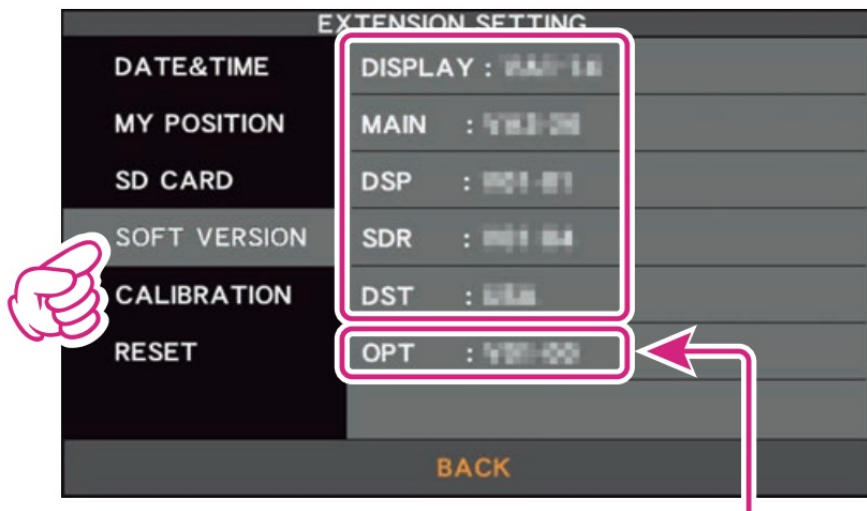 EXTENSION SETTING
DATE&TIME
DISPLAY :
MY POSITION
MAIN :
SD CARD
DSP :
SOFT VERSION
SDR :
CALIBRATION
DST :
RESET
OPT :
BACK